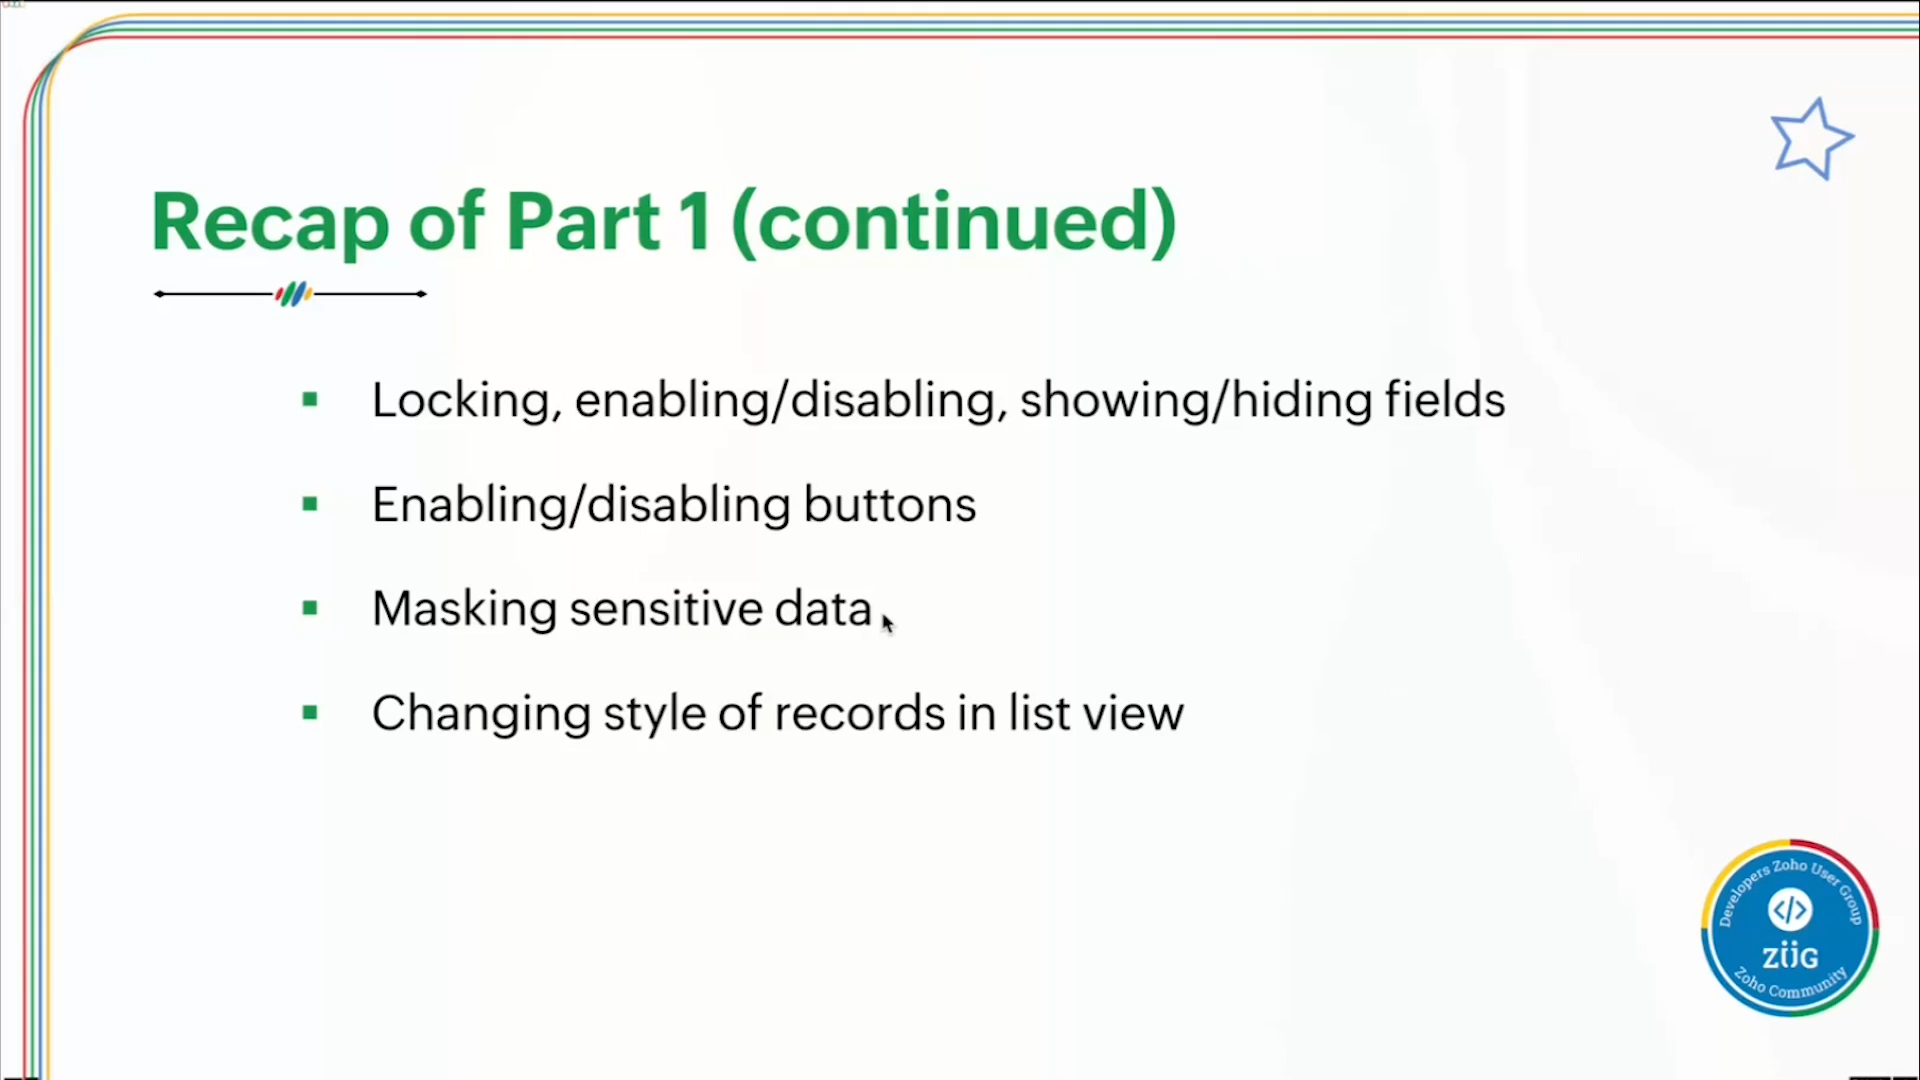 Recap of Part 1 (continued)
Locking, enabling/disabling, showing/hiding fields
Enabling/disabling buttons
Masking sensitive data
Changing style of records in list view
Developers Zoho User Group
</>
ZUG
Zoho Community